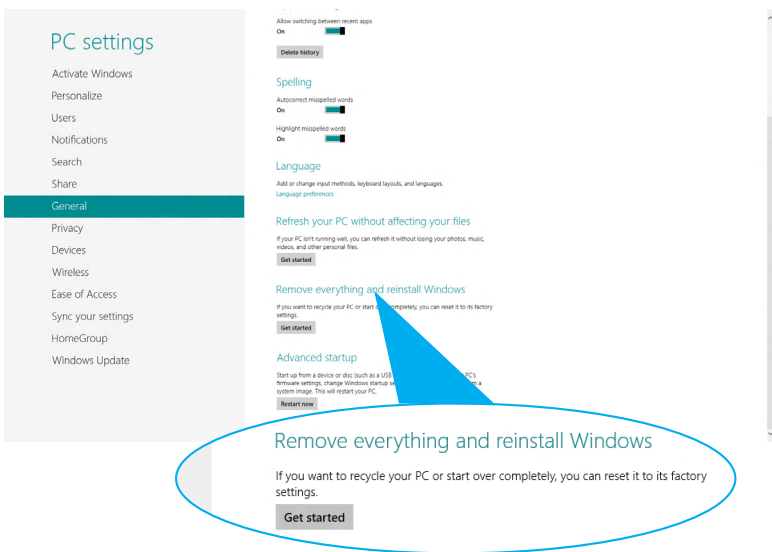 PC settings
Activate Windows
Personalize
Users
Notifications
Search
Share
General
Privacy
Devices
Wireless
Ease of Access
Sync your settings
HomeGroup
Windows Update
Allow switching between recent apps
On
Delete history
Spelling
Autocorrect misspelled words
On
Highlight misspelled words
On
Language
Add or change input methods, keyboard layouts, and languages.
Language preferences
Refresh your PC without affecting your files
If your PC isn't running well, you can refresh it without losing your photos, music,
videos, and other personal files.
Get started
Remove everything and reinstall Windows
If you want to recycle your PC or start completely, you can reset it to its factory
settings.
Get started
Advanced startup
Start up from a device or disc (such as a USB PC's
firmware settings, change Windows startup a
system image. This will restart your PC.
Restart now
Remove everything and reinstall Windows
If you want to recycle your PC or start over completely, you can reset it to its factory
settings.
Get started